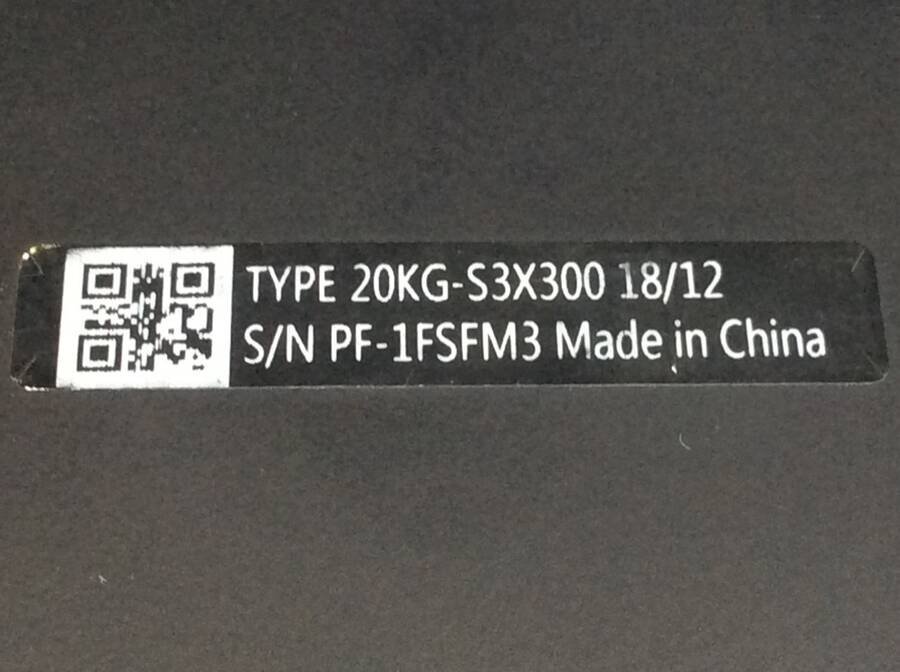 TYPE 20KG-S3X300 18/12
S/N PF-1FSFM3 Made in China